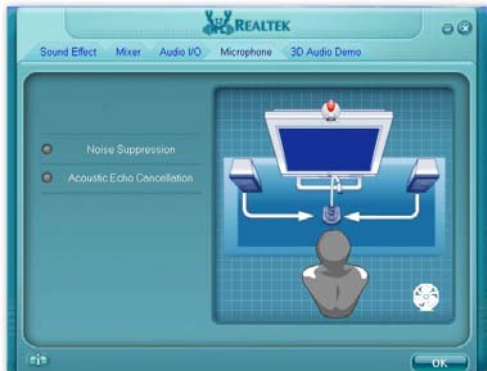 REALTEK
Sound Effect Mixer Audio I/O Microphone 3D Audio Demo
Noise Suppression
Acoustic Echo Cancellation
OK